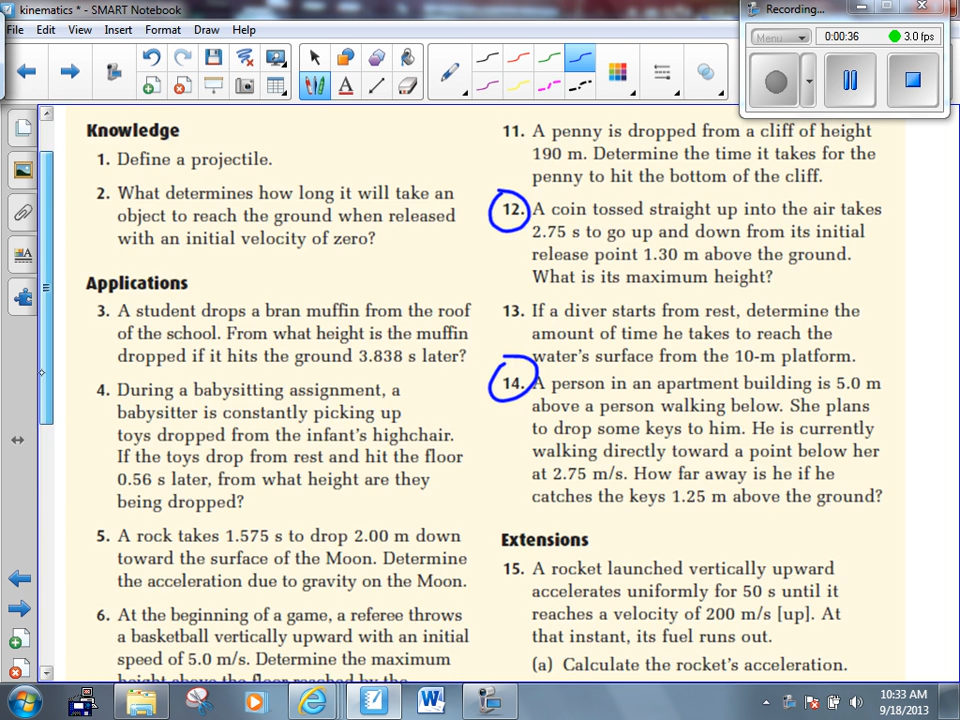 kinematics * - SMART Notebook
File Edit View Insert Format Draw Help
Recording...
Menu
0:00:36
3.0 fps
Knowledge
1. Define a projectile.
2. What determines how long it will take an
object to reach the ground when released
with an initial velocity of zero?
Applications
3. A student drops a bran muffin from the roof
of the school. From what height is the muffin
dropped if it hits the ground 3.838 s later?
4. During a babysitting assignment, a
babysitter is constantly picking up
toys dropped from the infant's highchair.
If the toys drop from rest and hit the floor
0.56 s later, from what height are they
being dropped?
5. A rock takes 1.575 s to drop 2.00 m down
toward the surface of the Moon. Determine
the acceleration due to gravity on the Moon.
6. At the beginning of a game, a referee throws
a basketball vertically upward with an initial
speed of 5.0 m/s. Determine the maximum
height above the floor reached by the
11. A penny is dropped from a cliff of height
190 m. Determine the time it takes for the
penny to hit the bottom of the cliff.
12. A coin tossed straight up into the air takes
2.75 s to go up and down from its initial
release point 1.30 m above the ground.
What is its maximum height?
13. If a diver starts from rest, determine the
amount of time he takes to reach the
water's surface from the 10-m platform.
14. A person in an apartment building is 5.0 m
above a person walking below. She plans
to drop some keys to him. He is currently
walking directly toward a point below her
at 2.75 m/s. How far away is he if he
catches the keys 1.25 m above the ground?
Extensions
15. A rocket launched vertically upward
accelerates uniformly for 50 s until it
reaches a velocity of 200 m/s [up]. At
that instant, its fuel runs out.
(a) Calculate the rocket's acceleration.
10:33 AM
9/18/2013